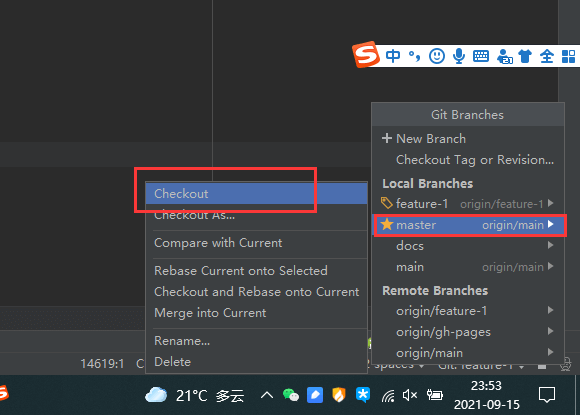 中
21
全
Git Branches
+ New Branch
Checkout Tag or Revision...
Local Branches
feature-1 origin/feature-1
master origin/main
docs
main origin/main
Remote Branches
origin/feature-1
origin/gh-pages
origin/main
Checkout
Checkout As...
Compare with Current
Rebase Current onto Selected
Checkout and Rebase onto Current
Merge into Current
Rename...
Delete
14619:1
spaces
Git: feature-1
21°C 多云
23:53
2021-09-15